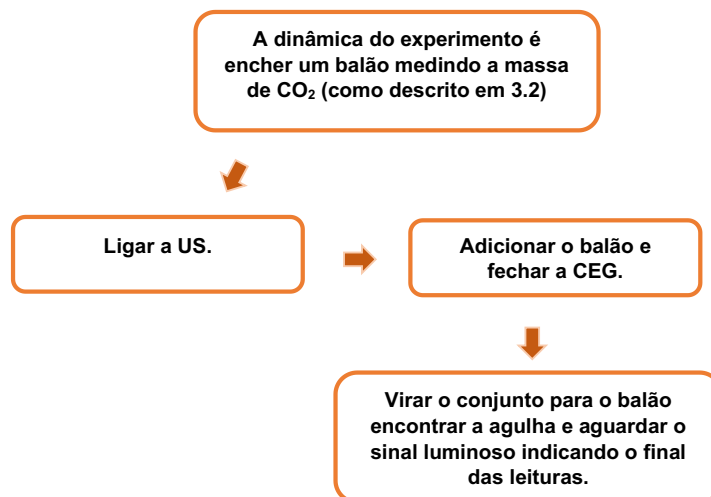 A dinâmica do experimento é
encher um balão medindo a massa
de CO₂ (como descrito em 3.2)
Ligar a US.
Adicionar o balão e
fechar a CEG.
Virar o conjunto para o balão
encontrar a agulha e aguardar o
sinal luminoso indicando o final
das leituras.